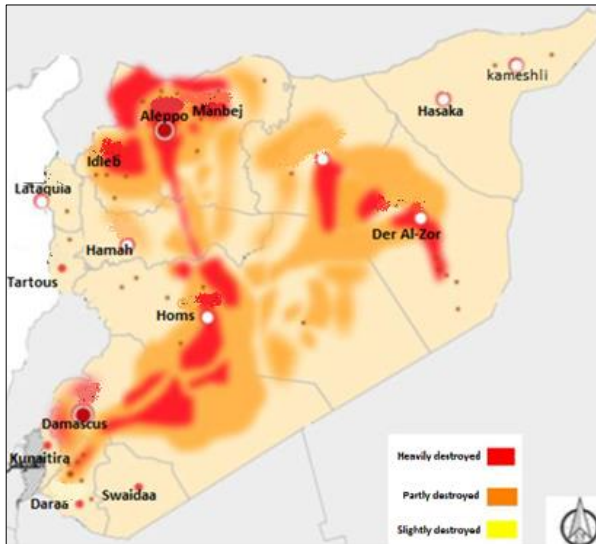 kameshli
Hasaka
Manbej
Aleppo
Idleb
Lataquia
Der Al-Zor
Hamah
Tartous
Homs
Damascus
Kunaitira
Daraa
Swaidaa
Heavily destroyed
Partly destroyed
Slightly destroyed